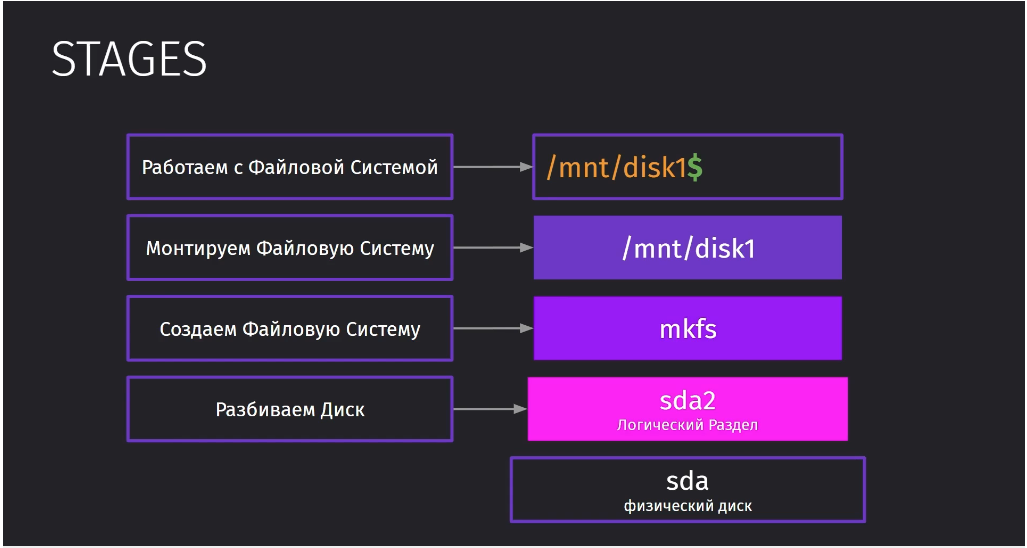 STAGES
Работаем с Файловой Системой
/mnt/disk1$
Монтируем Файловую Систему
/mnt/disk1
Создаем Файловую Систему
mkfs
Разбиваем Диск
sda2
Логический Раздел
sda
физический диск